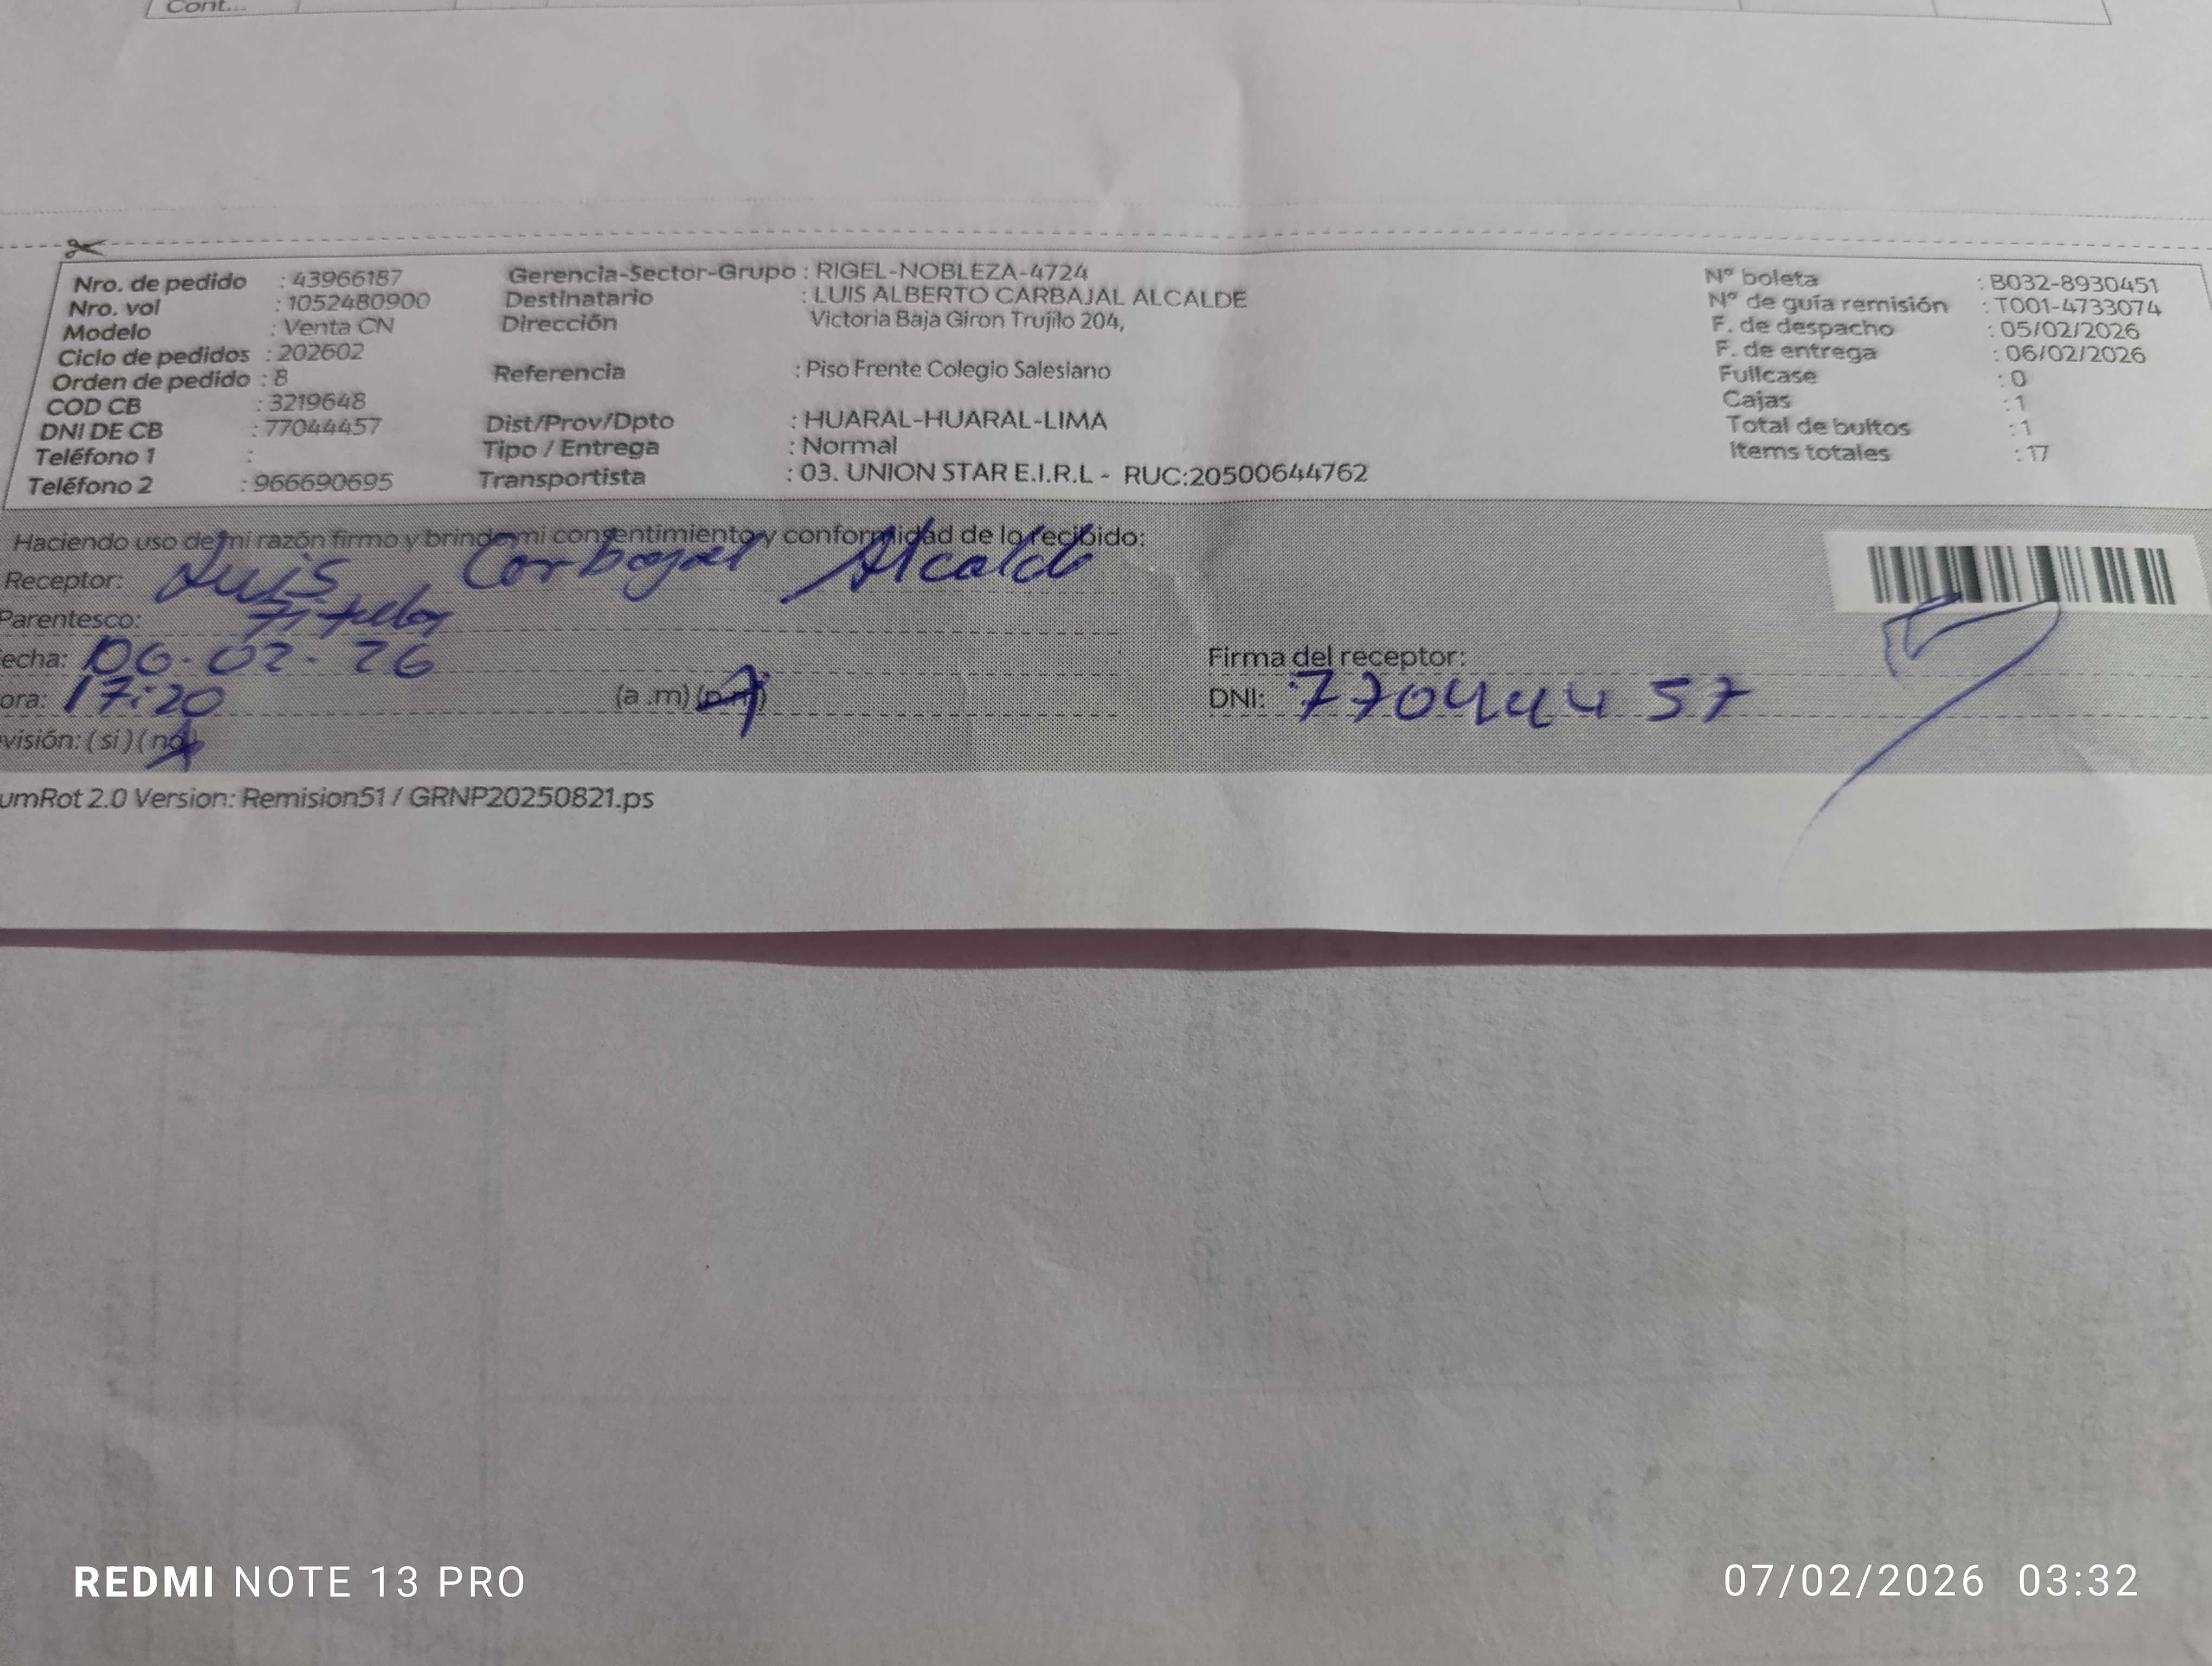 Cont...
Nro. de pedido : 43966187 Gerencia-Sector-Grupo : RIGEL-NOBLEZA-4724 N° boleta : B032-8930451
Nro. vol : 1052480900 Destinatario : LUIS ALBERTO CARBAJAL ALCALDE N° de guía remisión : T001-4733074
Modelo : Venta CN Dirección Victoria Baja Giron Trujilo 204, F. de despacho : 05/02/2026
Ciclo de pedidos : 202602 F. de entrega : 06/02/2026
Orden de pedido : 8 Referencia : Piso Frente Colegio Salesiano Fullcase : 0
COD CB : 3219648 Cajas : 1
DNI DE CB : 77044457 Dist/Prov/Dpto : HUARAL-HUARAL-LIMA Total de bultos : 1
Teléfono 1 : Tipo / Entrega : Normal Items totales : 17
Teléfono 2 : 966690695 Transportista : 03. UNION STAR E.I.R.L - RUC:20500644762
Haciendo uso de mi razón firmo y brindo mi consentimiento y conformidad de lo recibido:
Receptor: Luis Carbajal Alcalde
Parentesco: Titular
echa: 06-02-26 Firma del receptor:
ora: 17:20 (a .m) (p.m) DNI: 77044457
visión: (si) (no)
umRot 2.0 Version: Remision51 / GRNP20250821.ps
REDMI NOTE 13 PRO 07/02/2026 03:32